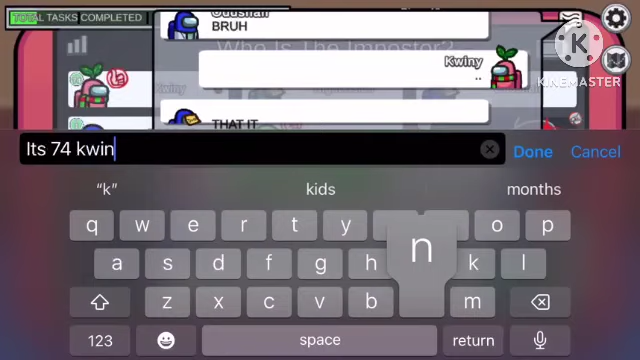 TOTAL TASKS COMPLETED
BRUH
Who Is The Impostor?
Kwiny
..
Kwiny
KINEMASTER
THAT IT
Its 74 kwin
Done
Cancel
“k”
kids
months
q w e r t y o p
a s d f g h k l
n
z x c v b m
123
space
return